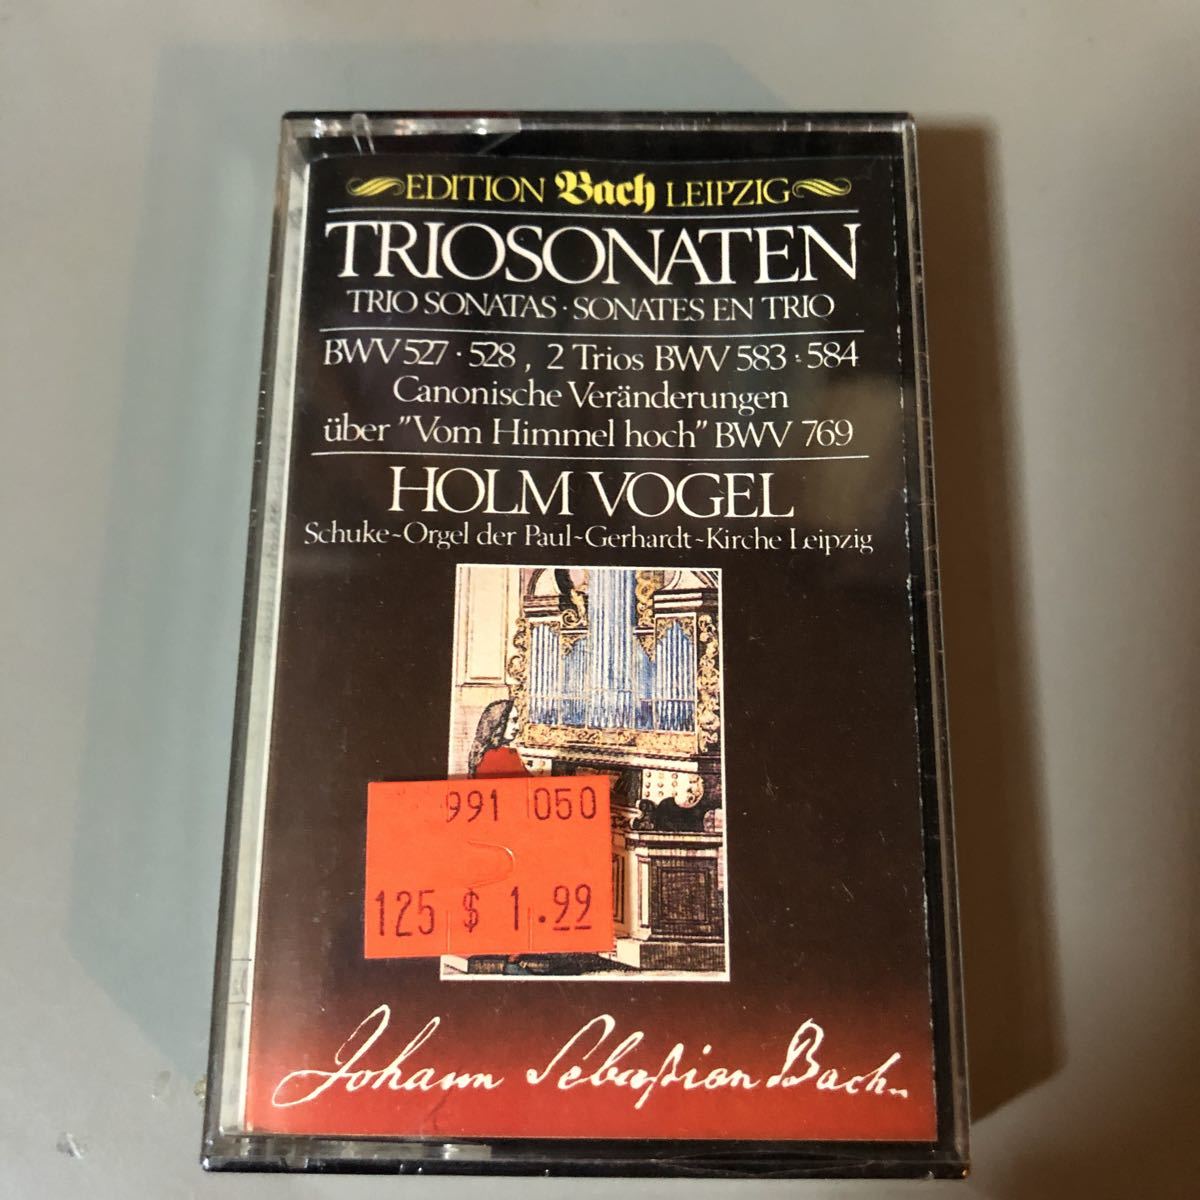 EDITION Bach LEIPZIG
TRIOSONATEN
TRIO SONATAS · SONATES EN TRIO
BWV 527 · 528 , 2 Trios BWV 583 · 584
Canonische Veränderungen
über "Vom Himmel hoch" BWV 769
HOLM VOGEL
Schuke~Orgel der Paul~Gerhardt~Kirche Leipzig
991 050
125 $ 1.99
Johann Sebaſtian Bach.